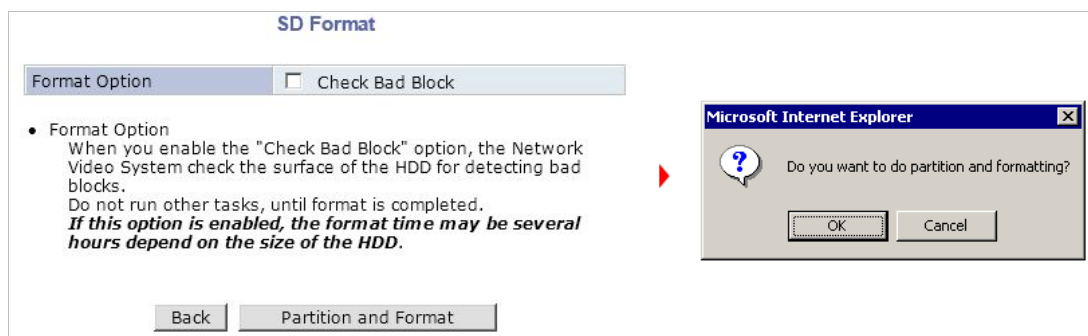 SD Format
Format Option
Check Bad Block
• Format Option
When you enable the "Check Bad Block" option, the Network
Video System check the surface of the HDD for detecting bad
blocks.
Do not run other tasks, until format is completed.
If this option is enabled, the format time may be several
hours depend on the size of the HDD.
Back
Partition and Format
Microsoft Internet Explorer
Do you want to do partition and formatting?
OK
Cancel